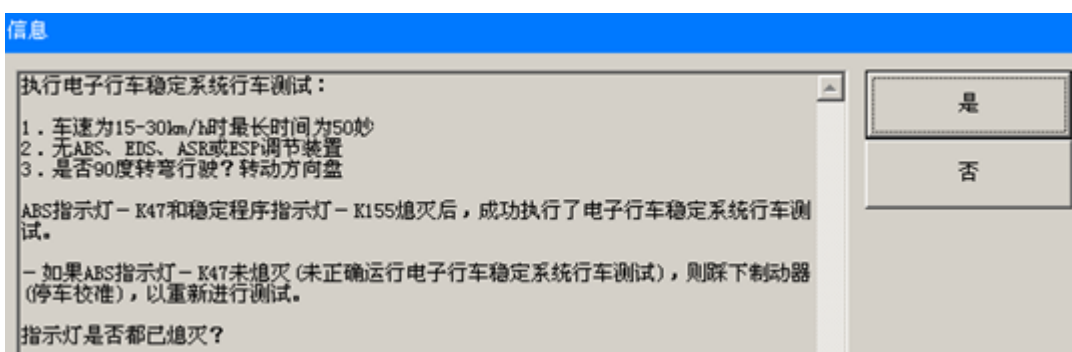 信息
执行电子行车稳定系统行车测试：
1．车速为15-30km/h时最长时间为50妙
2．无ABS、EDS、ASR或ESP调节装置
3．是否90度转弯行驶？转动方向盘
ABS指示灯－K47和稳定程序指示灯－K155熄灭后，成功执行了电子行车稳定系统行车测
试。
－如果ABS指示灯－K47未熄灭(未正确运行电子行车稳定系统行车测试)，则踩下制动器
(停车校准)，以重新进行测试。
指示灯是否都已熄灭？
是
否